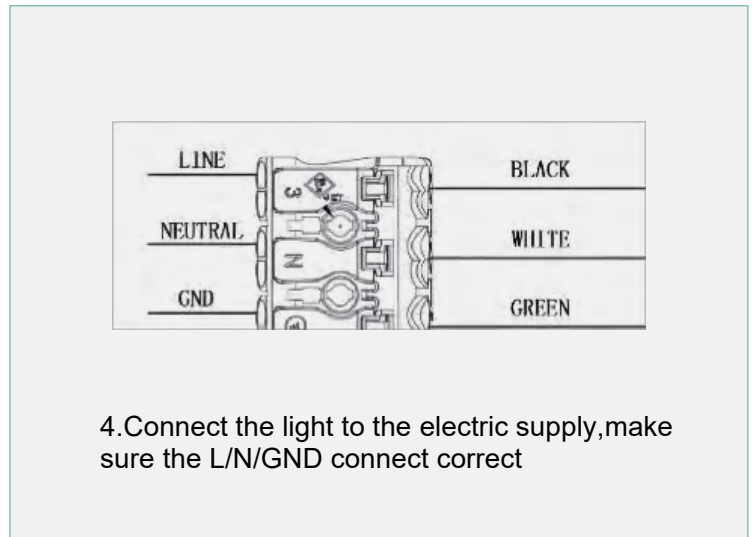 LINE
BLACK
3
NEUTRAL
WHITE
N
GND
GREEN
4.Connect the light to the electric supply,make
sure the L/N/GND connect correct